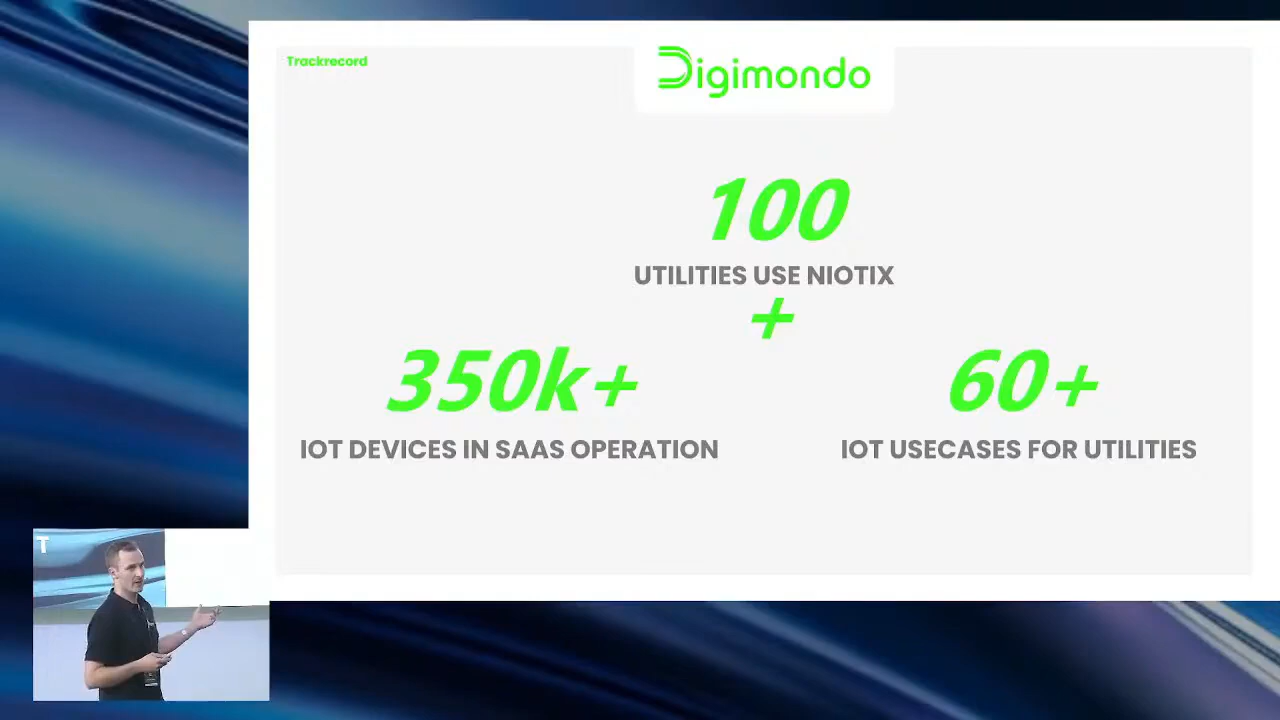 Trackrecord
Digimondo
100
UTILITIES USE NIOTIX
+
350k+
IOT DEVICES IN SAAS OPERATION
60+
IOT USECASES FOR UTILITIES
T